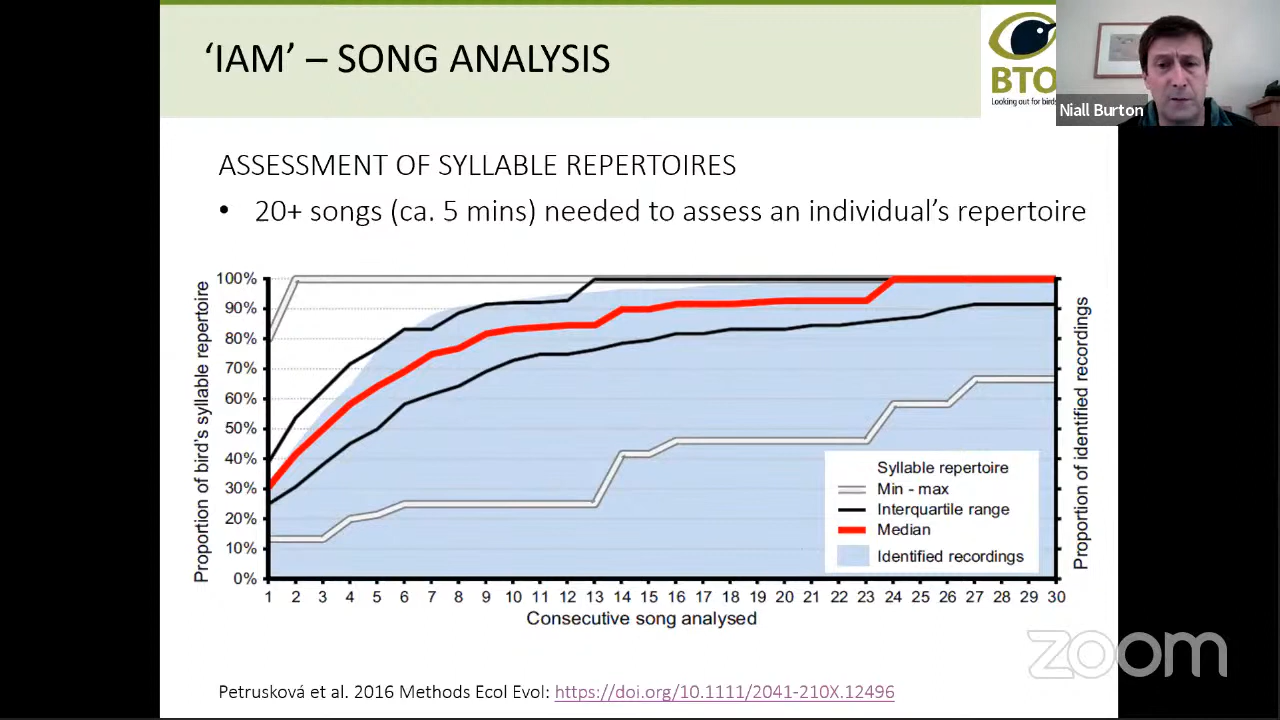 ‘IAM’ – SONG ANALYSIS
BTO
Looking out for birds
Niall Burton
ASSESSMENT OF SYLLABLE REPERTOIRES
• 20+ songs (ca. 5 mins) needed to assess an individual’s repertoire
Proportion of bird's syllable repertoire
100%
90%
80%
70%
60%
50%
40%
30%
20%
10%
0%
Proportion of identified recordings
Syllable repertoire
Min - max
Interquartile range
Median
Identified recordings
1 2 3 4 5 6 7 8 9 10 11 12 13 14 15 16 17 18 19 20 21 22 23 24 25 26 27 28 29 30
Consecutive song analysed
zoom
Petrusková et al. 2016 Methods Ecol Evol: https://doi.org/10.1111/2041-210X.12496